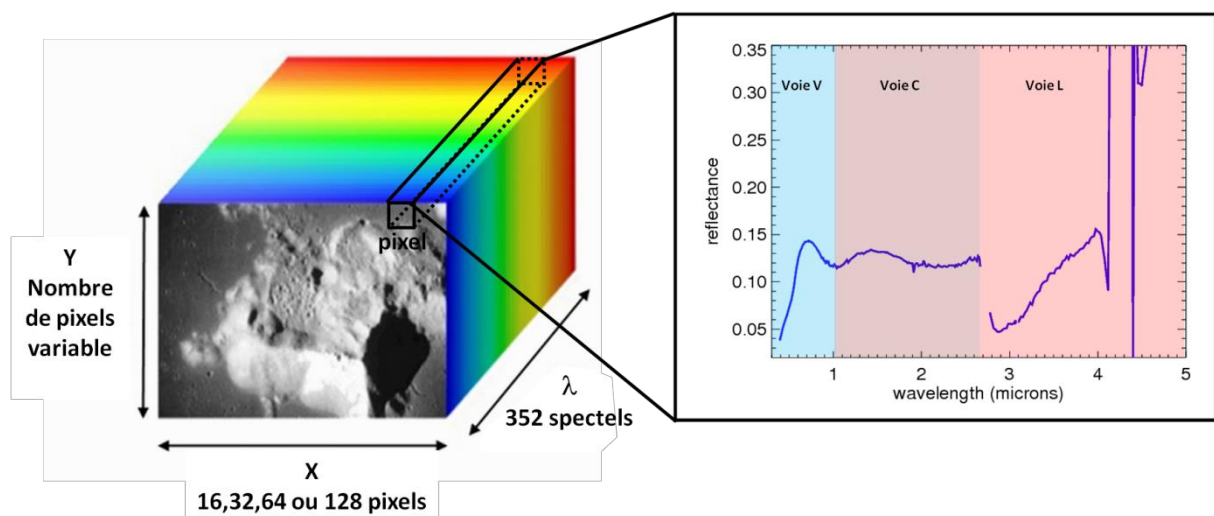 Y
Nombre
de pixels
variable
pixel
λ
352 spectels
X
16,32,64 ou 128 pixels
reflectance
0.35
0.30
0.25
0.20
0.15
0.10
0.05
Voie V
Voie C
Voie L
1
2
3
4
5
wavelength (microns)